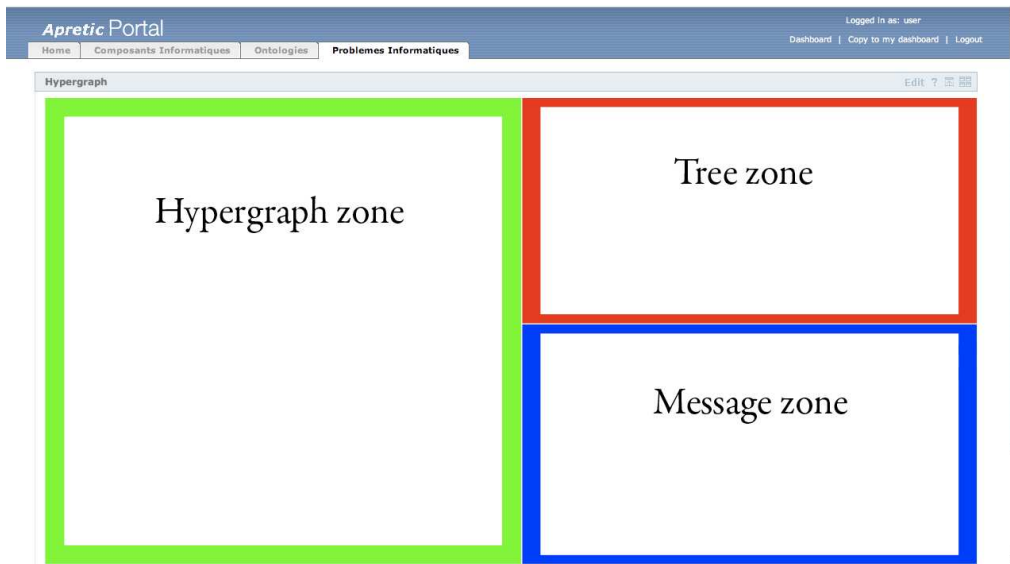 Apretic Portal
Logged in as: user
Dashboard | Copy to my dashboard | Logout
Home Composants Informatiques Ontologies Problemes Informatiques
Hypergraph
Edit ?
Tree zone
Hypergraph zone
Message zone